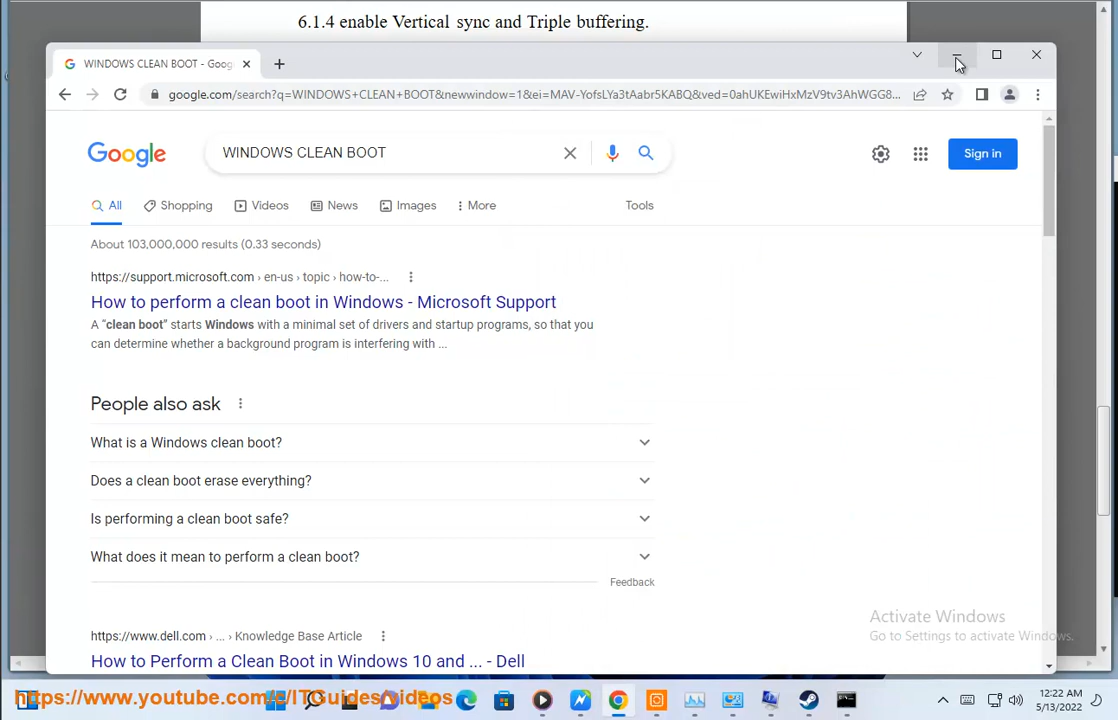 6.1.4 enable Vertical sync and Triple buffering.
WINDOWS CLEAN BOOT - Goog
google.com/search?q=WINDOWS+CLEAN+BOOT&newwindow=1&ei=MAV-YofsLYa3tAabr5KABQ&ved=0ahUKEwiHxMzV9tv3AhWGG8...
Google
WINDOWS CLEAN BOOT
Sign in
All Shopping Videos News Images More Tools
About 103,000,000 results (0.33 seconds)
https://support.microsoft.com › en-us › topic › how-to-...
How to perform a clean boot in Windows - Microsoft Support
A “clean boot” starts Windows with a minimal set of drivers and startup programs, so that you
can determine whether a background program is interfering with ...
People also ask
What is a Windows clean boot?
Does a clean boot erase everything?
Is performing a clean boot safe?
What does it mean to perform a clean boot?
Feedback
https://www.dell.com › ... › Knowledge Base Article
How to Perform a Clean Boot in Windows 10 and ... - Dell
Activate Windows
Go to Settings to activate Windows.
https://www.youtube.com/c/ITGuides/videos
12:22 AM
5/13/2022